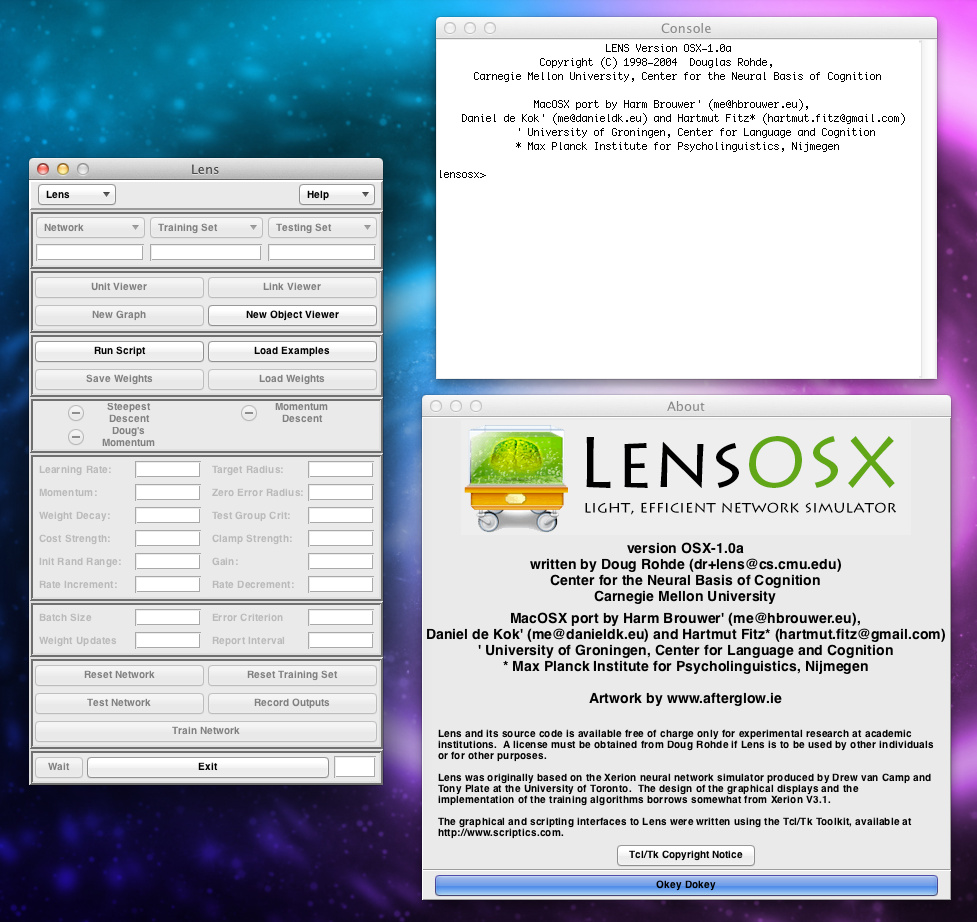 Console
LENS Version OSX-1.0a
Copyright (C) 1998-2004  Douglas Rohde,
Carnegie Mellon University, Center for the Neural Basis of Cognition
MacOSX port by Harm Brouwer' (me@hbrouwer.eu),
Daniel de Kok' (me@danieldk.eu) and Hartmut Fitz* (hartmut.fitz@gmail.com)
' University of Groningen, Center for Language and Cognition
* Max Planck Institute for Psycholinguistics, Nijmegen
lensosx>
Lens
Lens Help
Network Training Set Testing Set
Unit Viewer Link Viewer
New Graph New Object Viewer
Run Script Load Examples
Save Weights Load Weights
Steepest Descent Momentum Descent
Doug's Momentum
Learning Rate: Target Radius:
Momentum: Zero Error Radius:
Weight Decay: Test Group Crit:
Cost Strength: Clamp Strength:
Init Rand Range: Gain:
Rate Increment: Rate Decrement:
Batch Size Error Criterion
Weight Updates Report Interval
Reset Network Reset Training Set
Test Network Record Outputs
Train Network
Wait Exit
About
LENSOSX
LIGHT, EFFICIENT NETWORK SIMULATOR
version OSX-1.0a
written by Doug Rohde (dr+lens@cs.cmu.edu)
Center for the Neural Basis of Cognition
Carnegie Mellon University
MacOSX port by Harm Brouwer' (me@hbrouwer.eu),
Daniel de Kok' (me@danieldk.eu) and Hartmut Fitz* (hartmut.fitz@gmail.com)
' University of Groningen, Center for Language and Cognition
* Max Planck Institute for Psycholinguistics, Nijmegen
Artwork by www.afterglow.ie
Lens and its source code is available free of charge only for experimental research at academic
institutions.  A license must be obtained from Doug Rohde if Lens is to be used by other individuals
or for other purposes.
Lens was originally based on the Xerion neural network simulator produced by Drew van Camp and
Tony Plate at the University of Toronto.  The design of the graphical displays and the
implementation of the training algorithms borrows somewhat from Xerion V3.1.
The graphical and scripting interfaces to Lens were written using the Tcl/Tk Toolkit, available at
http://www.scriptics.com.
Tcl/Tk Copyright Notice
Okey Dokey